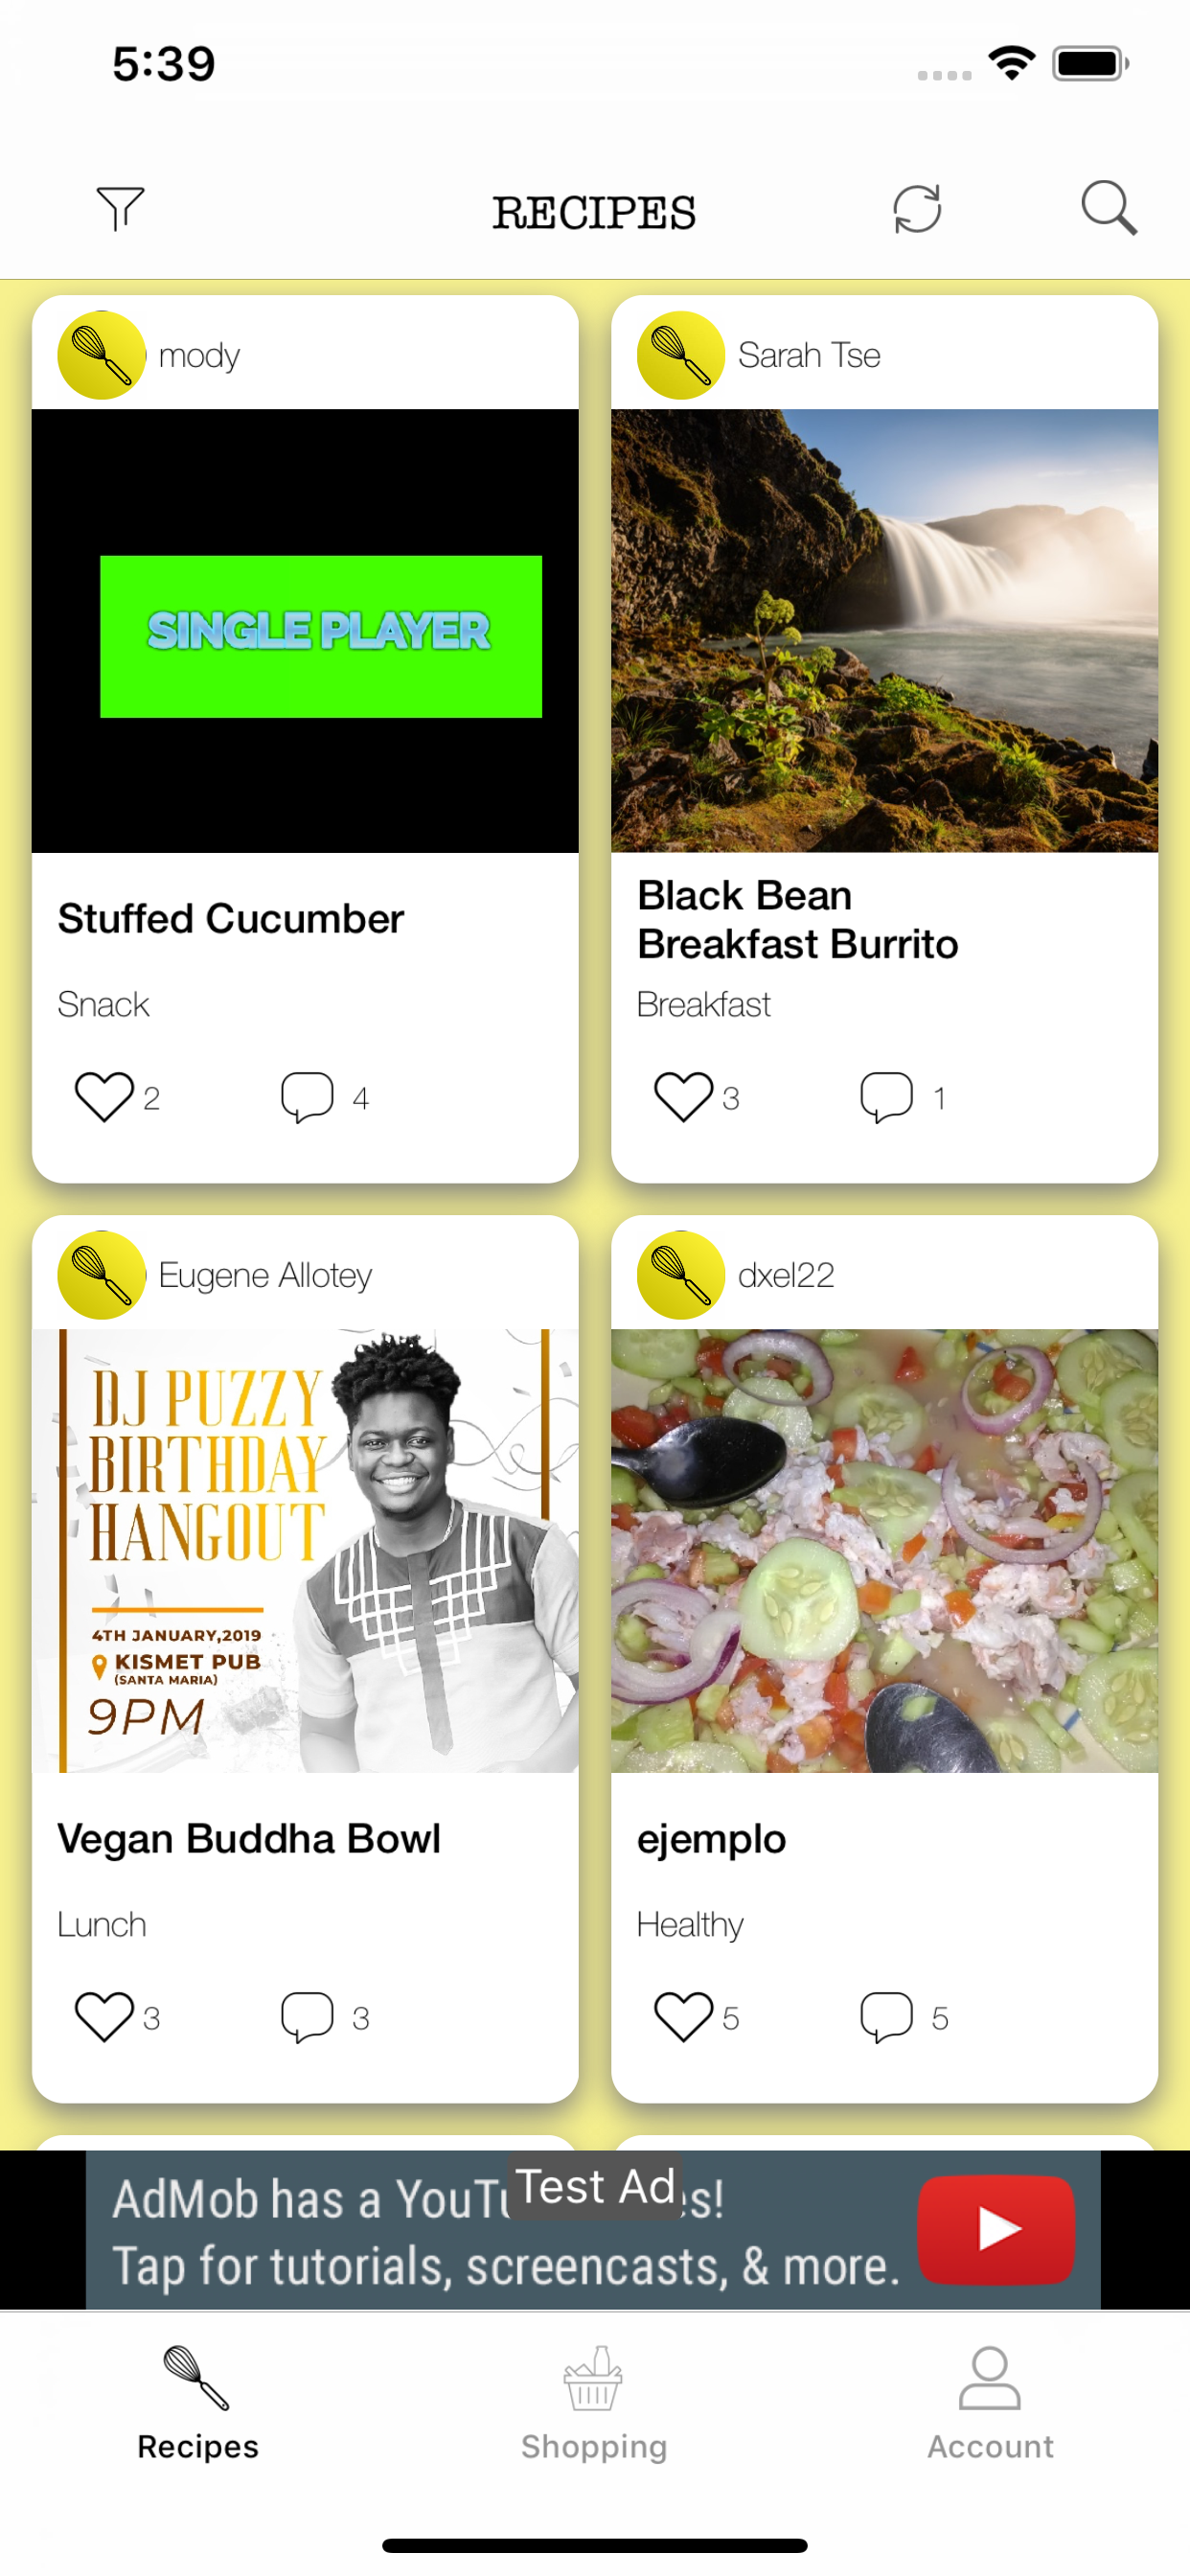 5:39
RECIPES
mody
Sarah Tse
SINGLE PLAYER
Stuffed Cucumber
Snack
2
4
Black Bean
Breakfast Burrito
Breakfast
3
1
Eugene Allotey
dxel22
DJ PUZZY
BIRTHDAY
HANGOUT
4TH JANUARY,2019
KISMET PUB
(SANTA MARIA)
9PM
Vegan Buddha Bowl
Lunch
3
3
ejemplo
Healthy
5
5
Test Ad
AdMob has a
Tap for tutorials, screencasts, & more.
Recipes
Shopping
Account